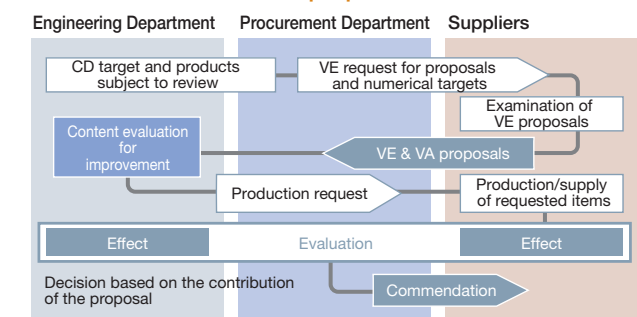 Engineering Department
Procurement Department
Suppliers
CD target and products
subject to review
VE request for proposals
and numerical targets
Examination of
VE proposals
Content evaluation
for
improvement
VE & VA proposals
Production request
Production/supply
of requested items
Effect
Evaluation
Effect
Decision based on the contribution
of the proposal
Commendation